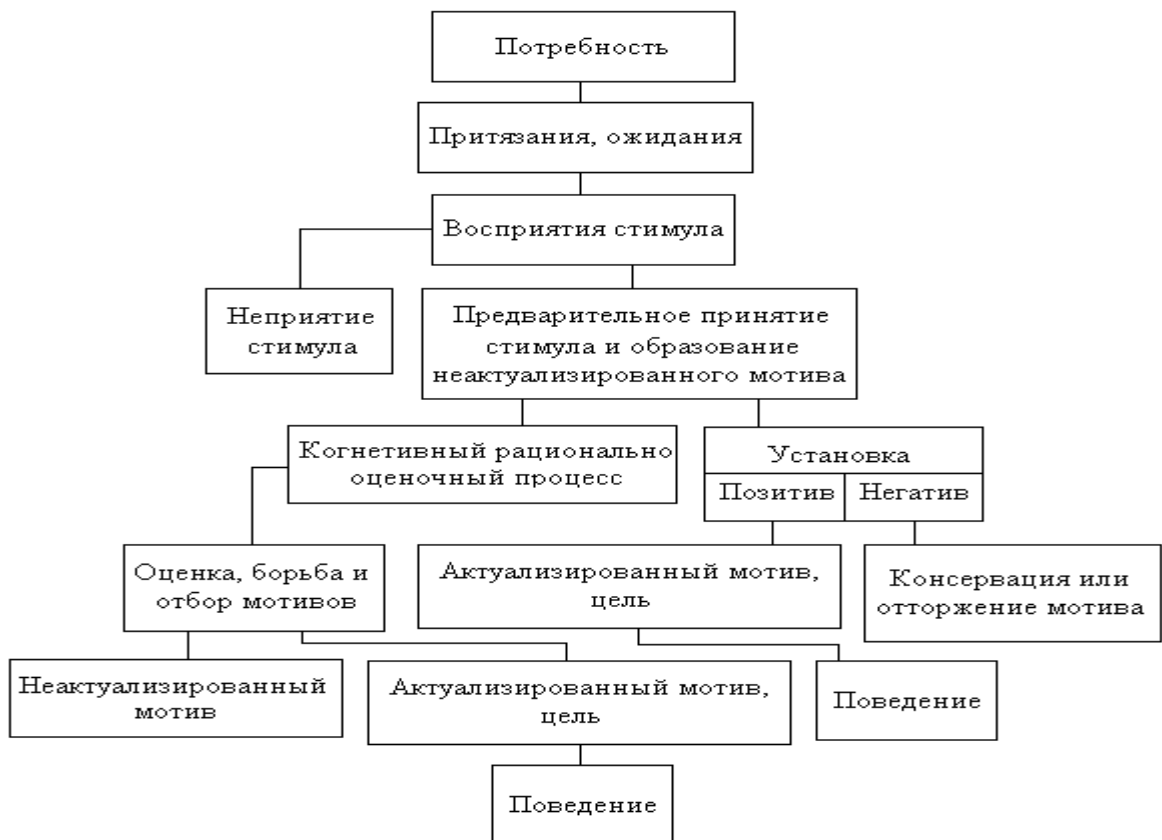 Потребность
Притязания, ожидания
Восприятия стимула
Неприятие
стимула
Предварительное принятие
стимула и образование
неактуализированного мотива
Когнетивный рационально
оценочный процесс
Установка
Позитив
Негатив
Оценка, борьба и
отбор мотивов
Актуализированный мотив,
цель
Консервация или
отторжение мотива
Неактуализированный
мотив
Актуализированный мотив,
цель
Поведение
Поведение